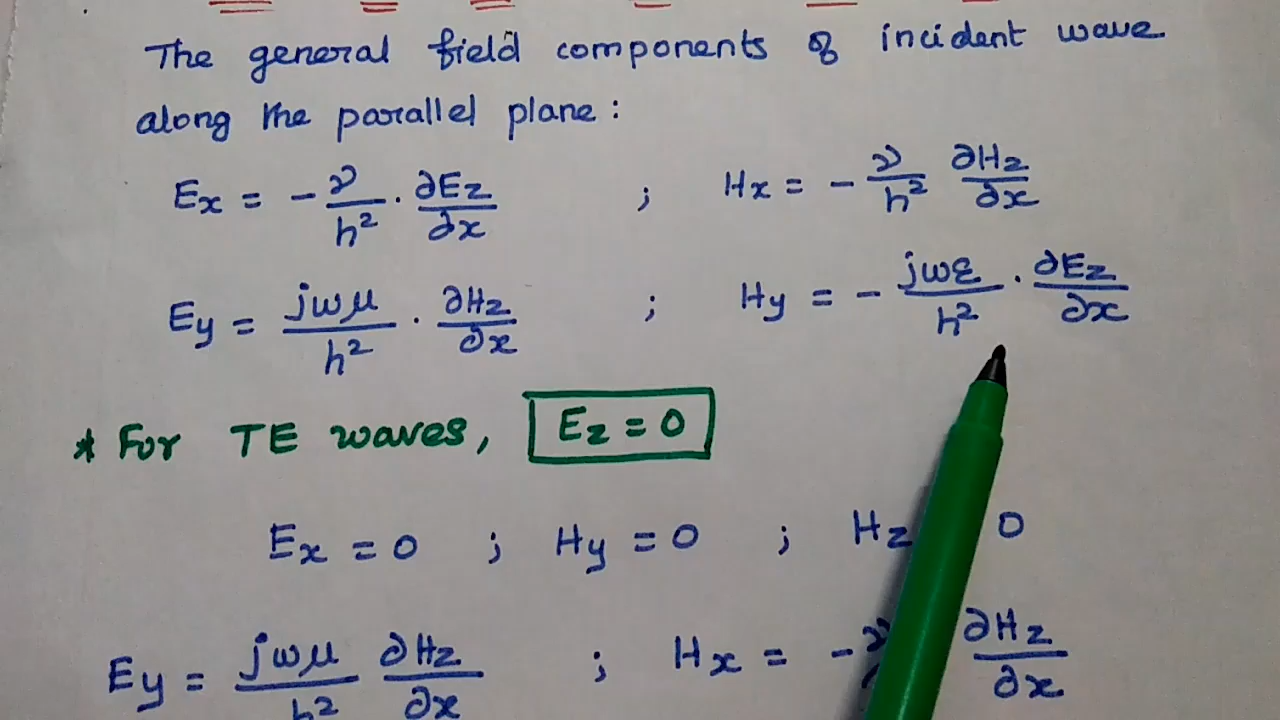 The general field components of incident wave
along the parallel plane :
Ex = - γ/h² . ∂Ez/∂x ; Hx = - γ/h² ∂Hz/∂x
Ey = jωμ/h² . ∂Hz/∂x ; Hy = - jωε/h² . ∂Ez/∂x
* For TE waves, Ez = 0
Ex = 0 ; Hy = 0 ; Hz 0
Ey = jωμ/h² ∂Hz/∂x ; Hx = - ∂Hz/∂x